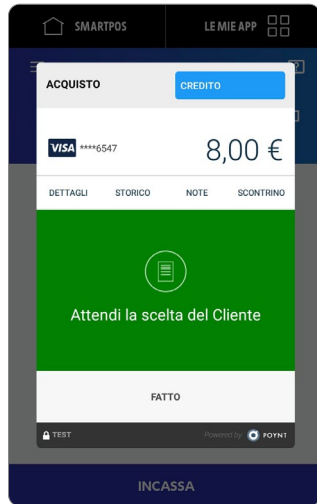 SMARTPOS
LE MIE APP
ACQUISTO
CREDITO
VISA ****6547
8,00 €
DETTAGLI STORICO NOTE SCONTRINO
Attendi la scelta del Cliente
FATTO
TEST
Powered by POYNT
INCASSA